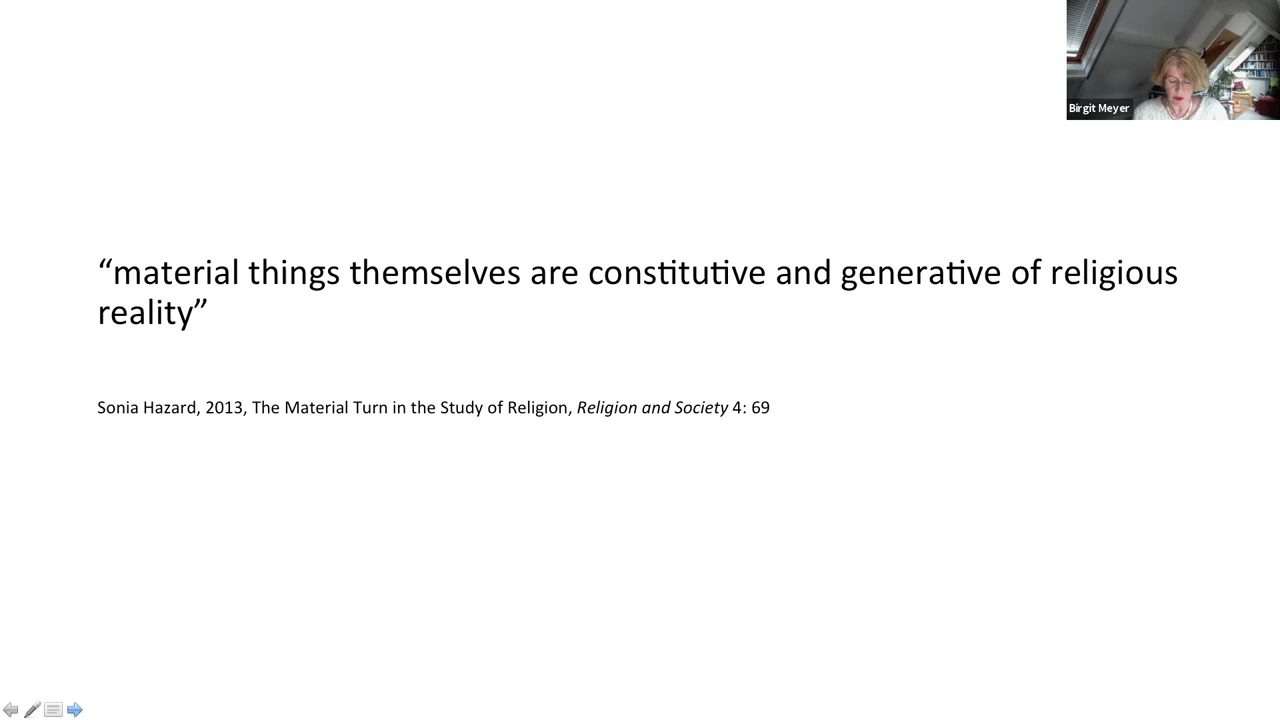 Birgit Meyer
“material things themselves are constitutive and generative of religious
reality”
Sonia Hazard, 2013, The Material Turn in the Study of Religion, Religion and Society 4: 69